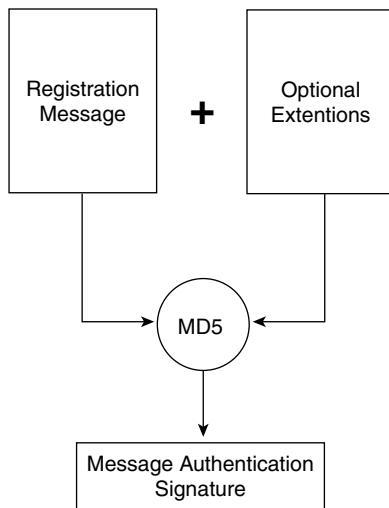 Registration
Message
+
Optional
Extentions
MD5
Message Authentication
Signature